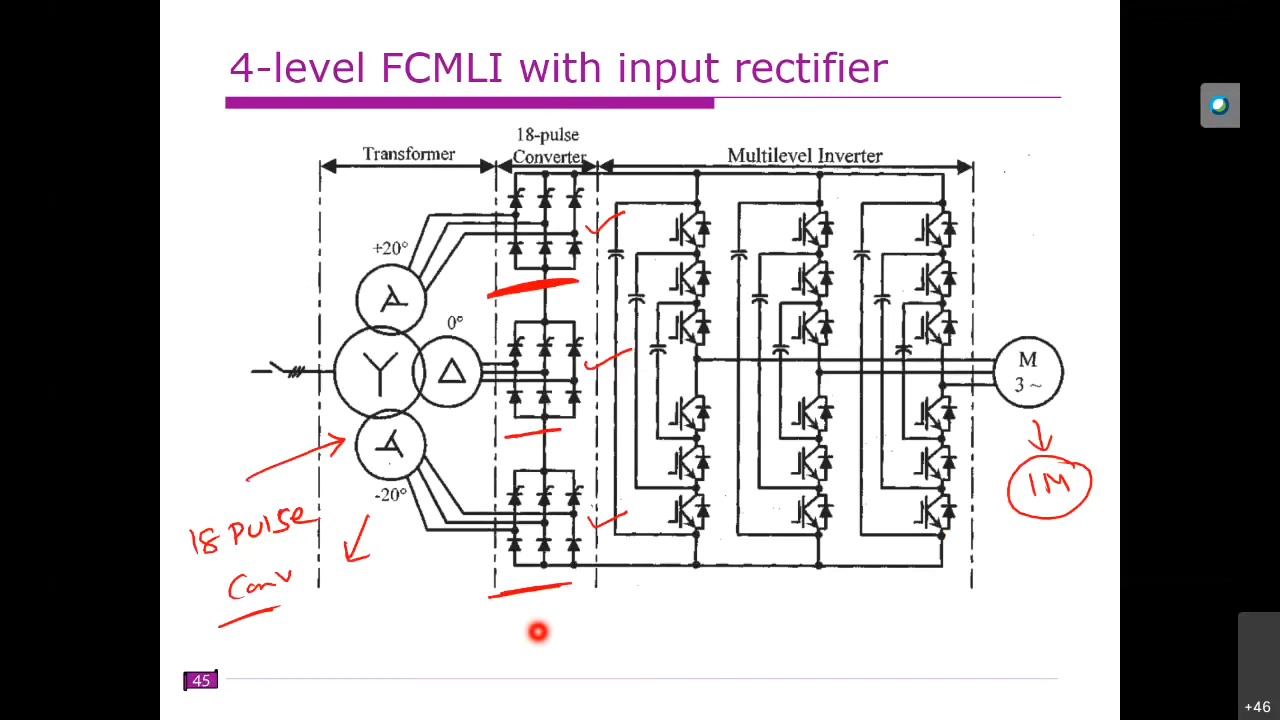 4-level FCMLI with input rectifier
18-pulse
Transformer
Converter
Multilevel Inverter
+20°
0°
M
3 ~
-20°
IM
18 PULSE
Conv
45
+46